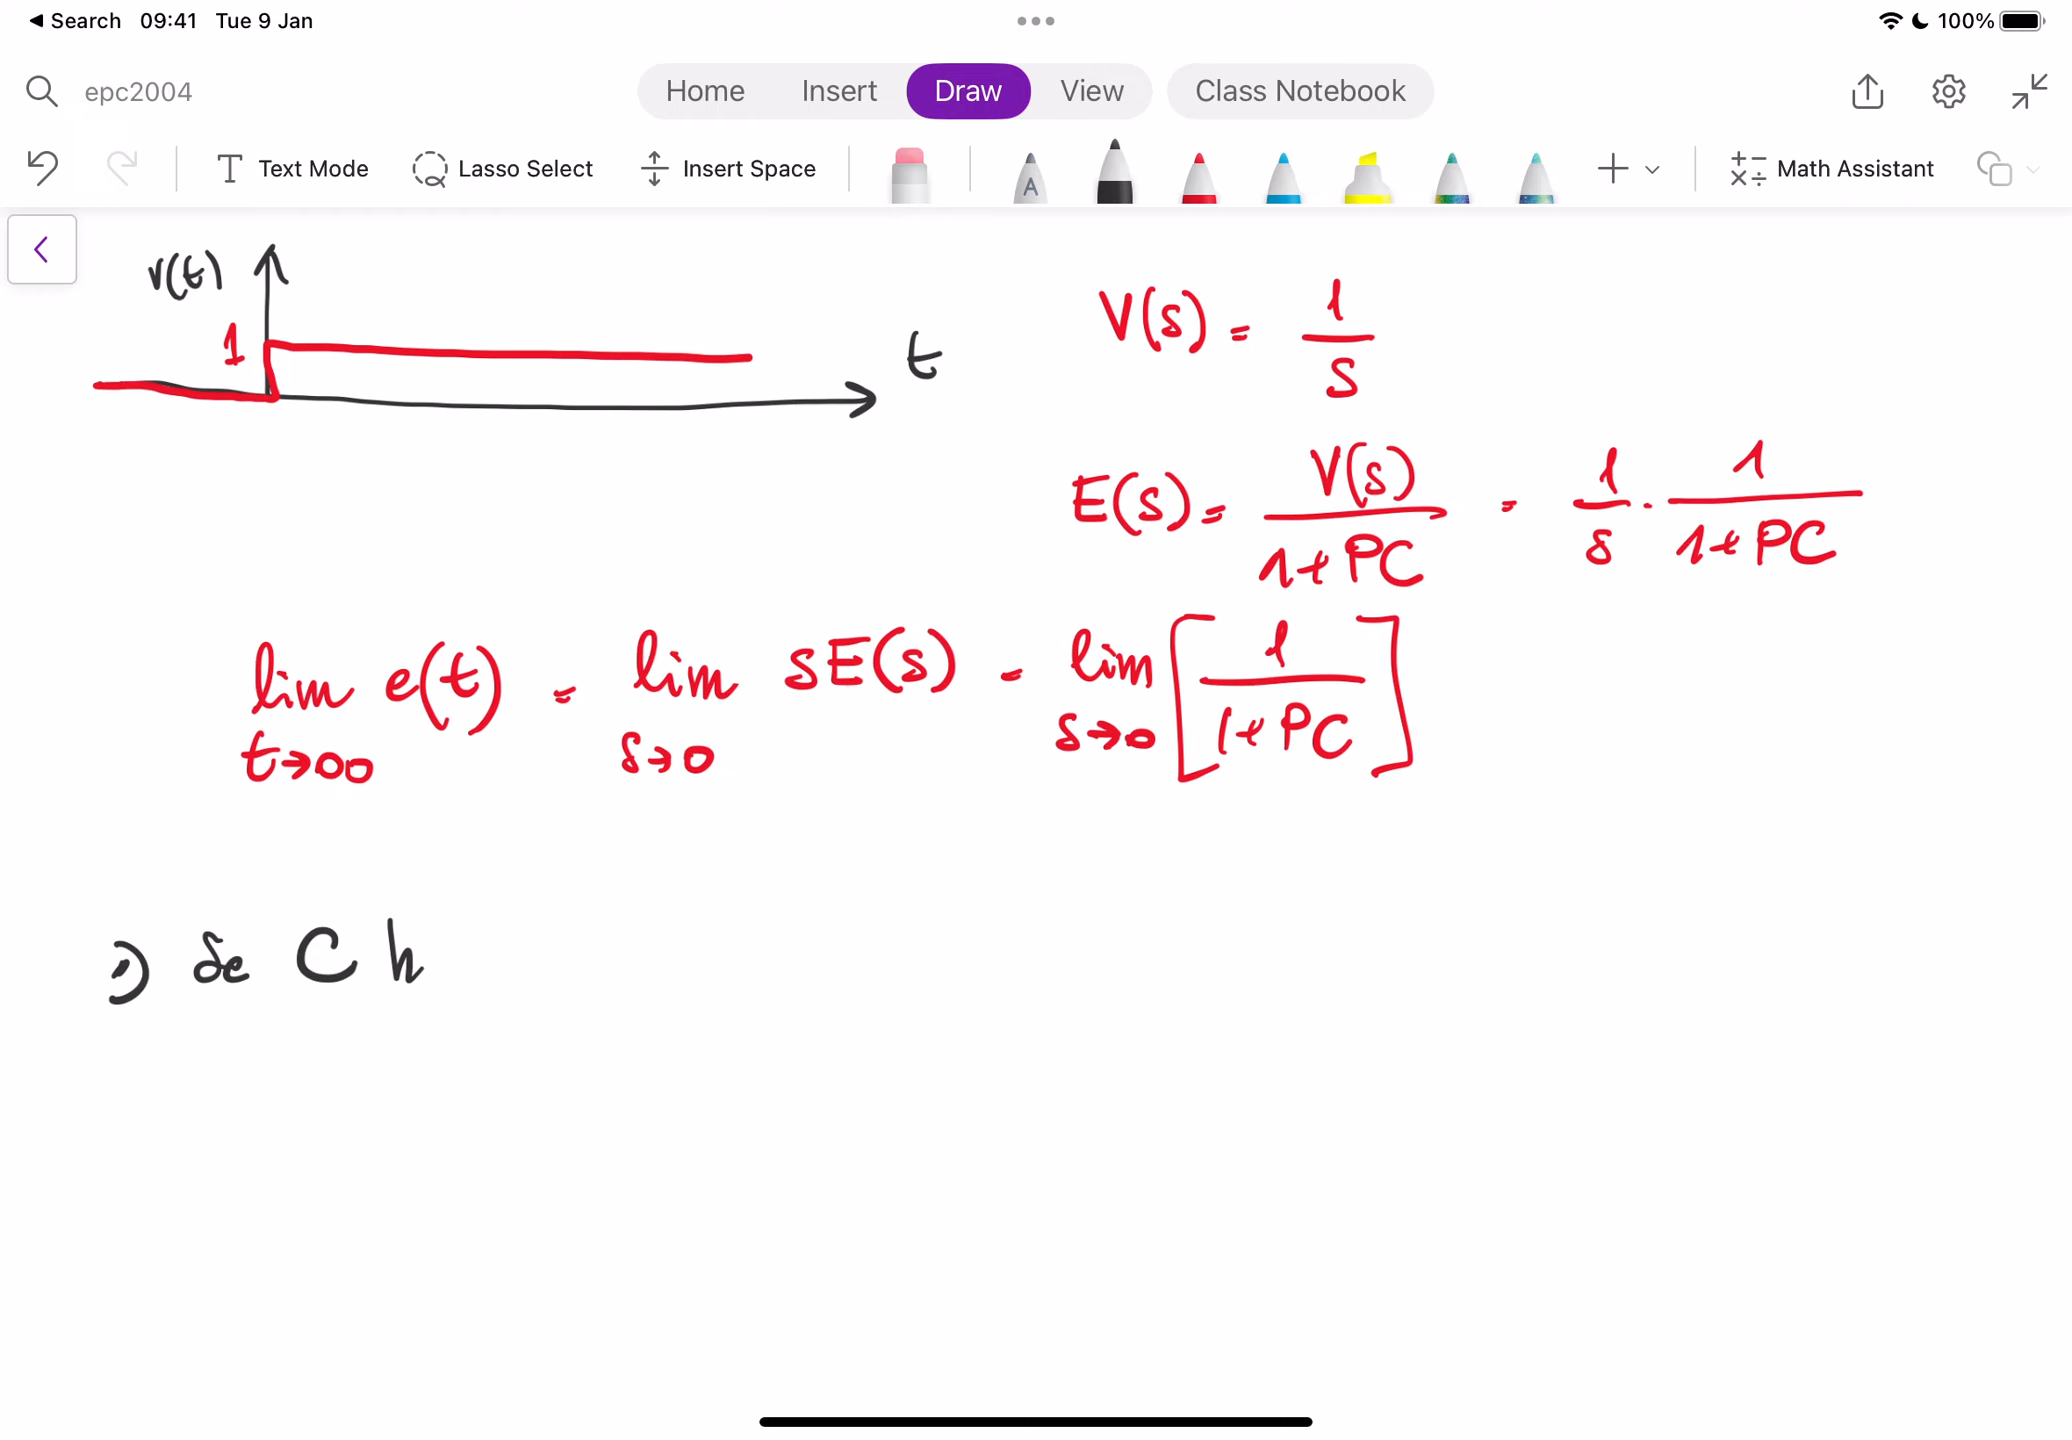 Search 09:41 Tue 9 Jan 100%
epc2004 Home Insert Draw View Class Notebook
Text Mode Lasso Select Insert Space A Math Assistant
v(t)
1
t
V(s) = 1/s
E(s) = V(s)/(1+PC) = 1/s · 1/(1+PC)
lim t→∞ e(t) = lim s→0 sE(s) = lim s→0 [1/(1+PC)]
1) se C h